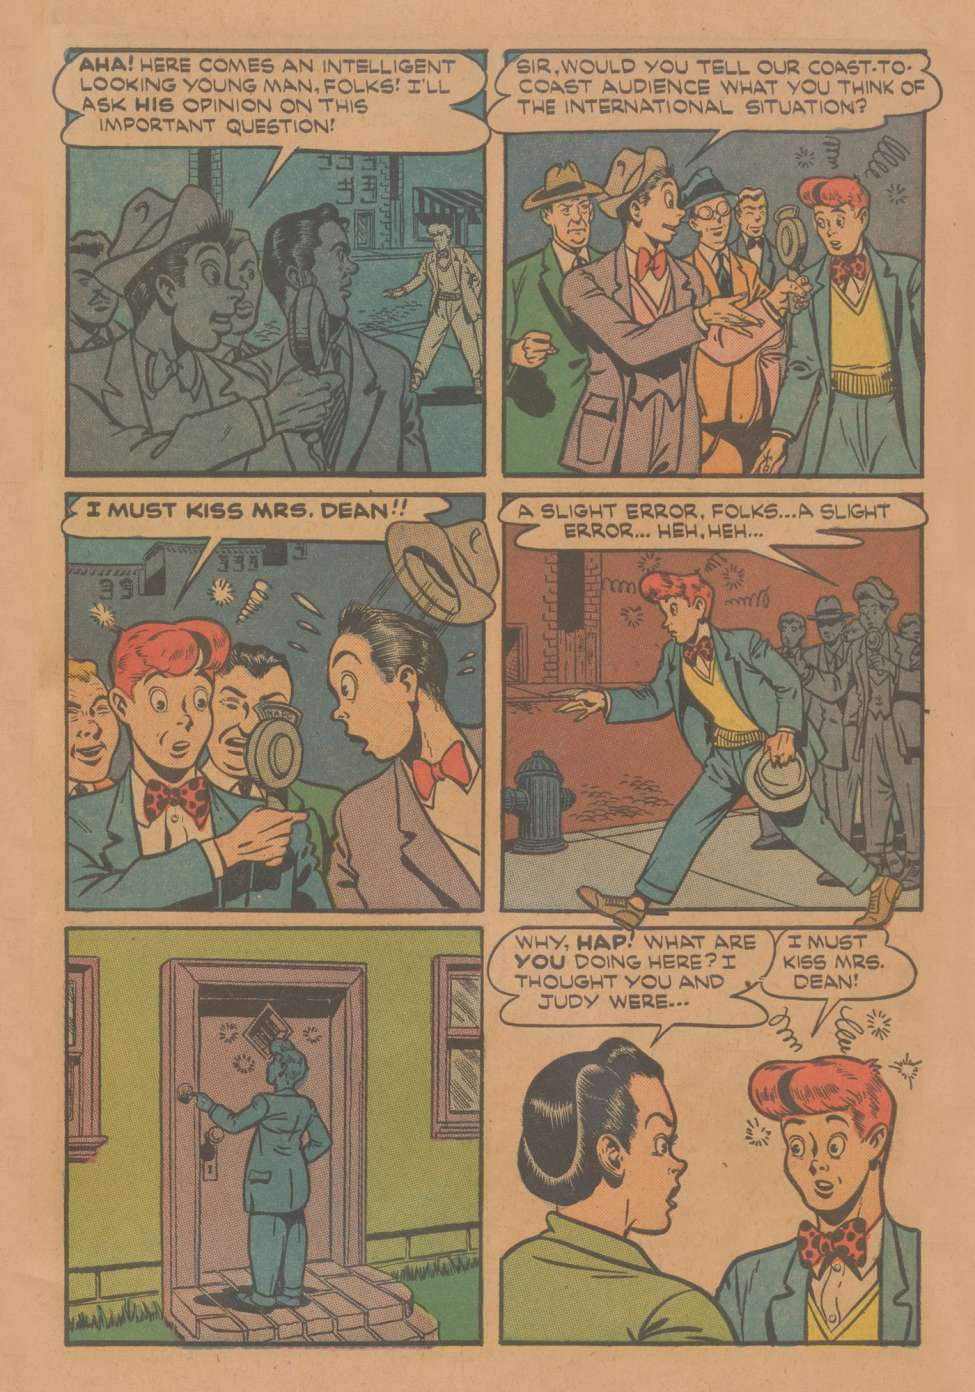 AHA! HERE COMES AN INTELLIGENT
LOOKING YOUNG MAN, FOLKS! I'LL
ASK HIS OPINION ON THIS
IMPORTANT QUESTION!
SIR, WOULD YOU TELL OUR COAST-TO-
COAST AUDIENCE WHAT YOU THINK OF
THE INTERNATIONAL SITUATION?
I MUST KISS MRS. DEAN!!
A SLIGHT ERROR, FOLKS...A SLIGHT
ERROR... HEH, HEH...
WHY, HAP! WHAT ARE
YOU DOING HERE? I
THOUGHT YOU AND
JUDY WERE...
I MUST
KISS MRS.
DEAN!